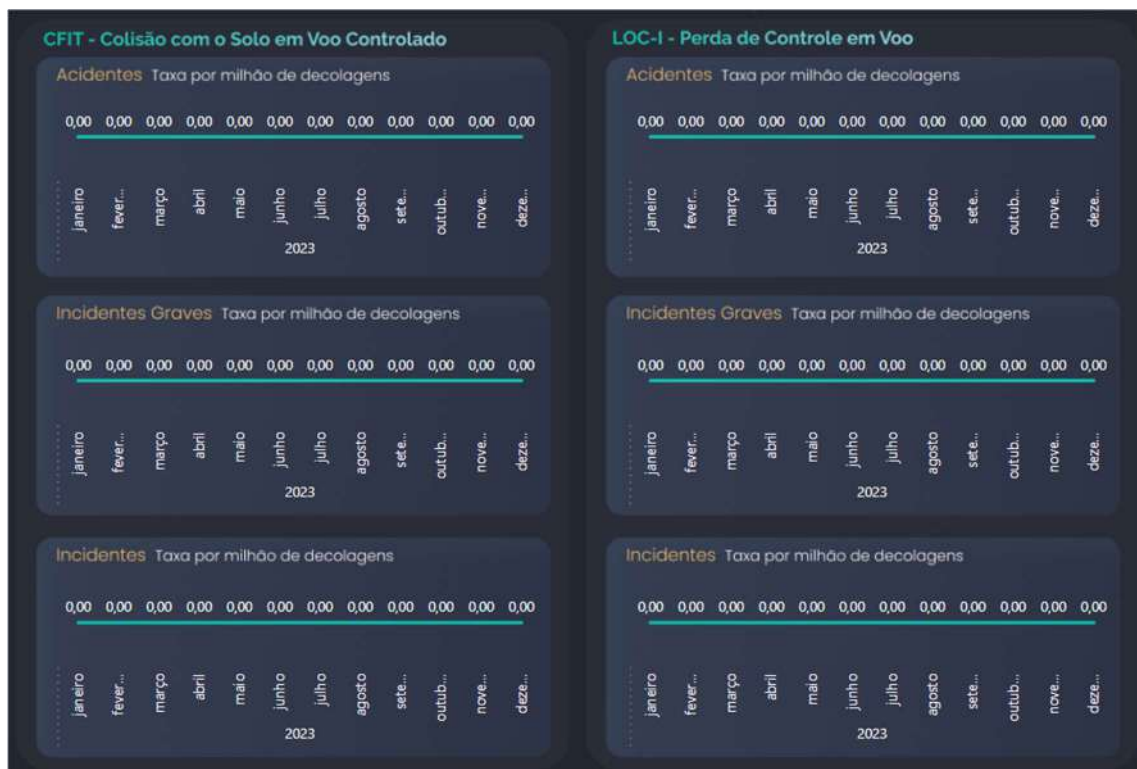 CFIT - Colisão com o Solo em Voo Controlado
Acidentes Taxa por milhão de decolagens
0,00 0,00 0,00 0,00 0,00 0,00 0,00 0,00 0,00 0,00 0,00 0,00
janeiro fever... março abril maio junho julho agosto sete... outub... nove... deze...
2023
Incidentes Graves Taxa por milhão de decolagens
0,00 0,00 0,00 0,00 0,00 0,00 0,00 0,00 0,00 0,00 0,00 0,00
janeiro fever... março abril maio junho julho agosto sete... outub... nove... deze...
2023
Incidentes Taxa por milhão de decolagens
0,00 0,00 0,00 0,00 0,00 0,00 0,00 0,00 0,00 0,00 0,00 0,00
janeiro fever... março abril maio junho julho agosto sete... outub... nove... deze...
2023
LOC-I - Perda de Controle em Voo
Acidentes Taxa por milhão de decolagens
0,00 0,00 0,00 0,00 0,00 0,00 0,00 0,00 0,00 0,00 0,00 0,00
janeiro fever... março abril maio junho julho agosto sete... outub... nove... deze...
2023
Incidentes Graves Taxa por milhão de decolagens
0,00 0,00 0,00 0,00 0,00 0,00 0,00 0,00 0,00 0,00 0,00 0,00
janeiro fever... março abril maio junho julho agosto sete... outub... nove... deze...
2023
Incidentes Taxa por milhão de decolagens
0,00 0,00 0,00 0,00 0,00 0,00 0,00 0,00 0,00 0,00 0,00 0,00
janeiro fever... março abril maio junho julho agosto sete... outub... nove... deze...
2023